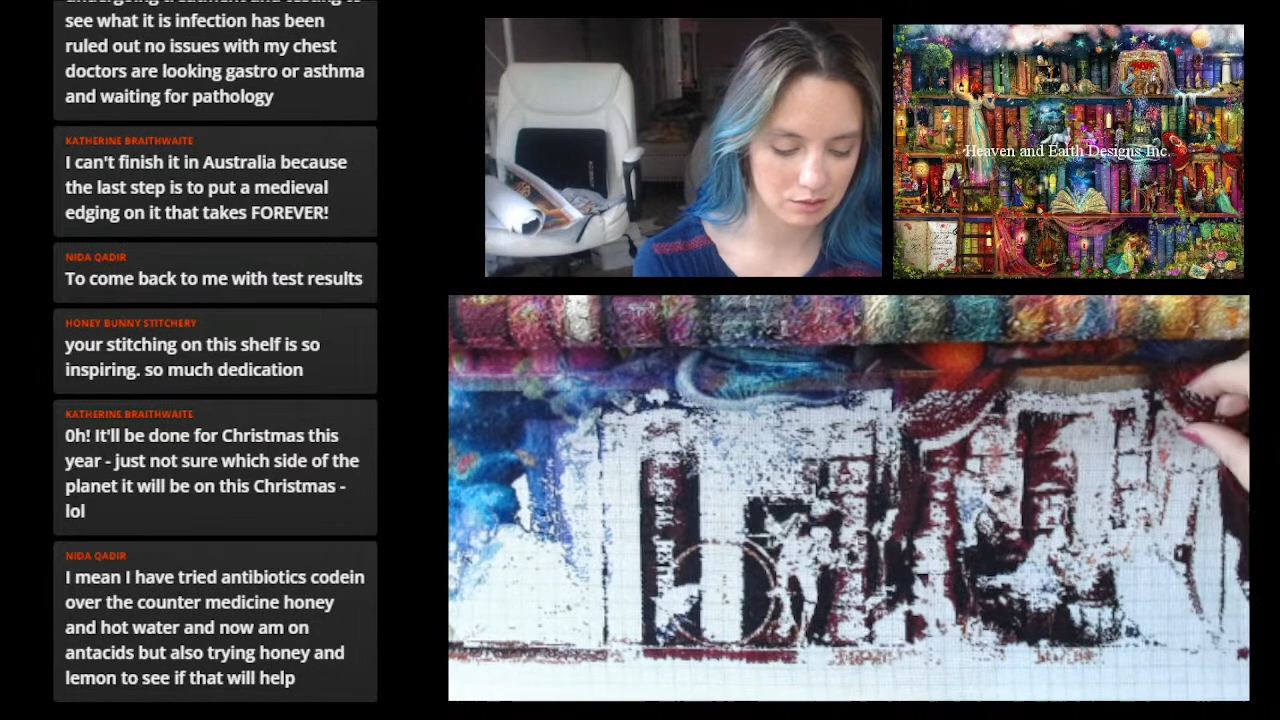 see what it is infection has been
ruled out no issues with my chest
doctors are looking gastro or asthma
and waiting for pathology
KATHERINE BRAITHWAITE
I can't finish it in Australia because
the last step is to put a medieval
edging on it that takes FOREVER!
NIDA QADIR
To come back to me with test results
HONEY BUNNY STITCHERY
your stitching on this shelf is so
inspiring. so much dedication
KATHERINE BRAITHWAITE
0h! It'll be done for Christmas this
year - just not sure which side of the
planet it will be on this Christmas -
lol
NIDA QADIR
I mean I have tried antibiotics codein
over the counter medicine honey
and hot water and now am on
antacids but also trying honey and
lemon to see if that will help
Heaven and Earth Designs Inc.